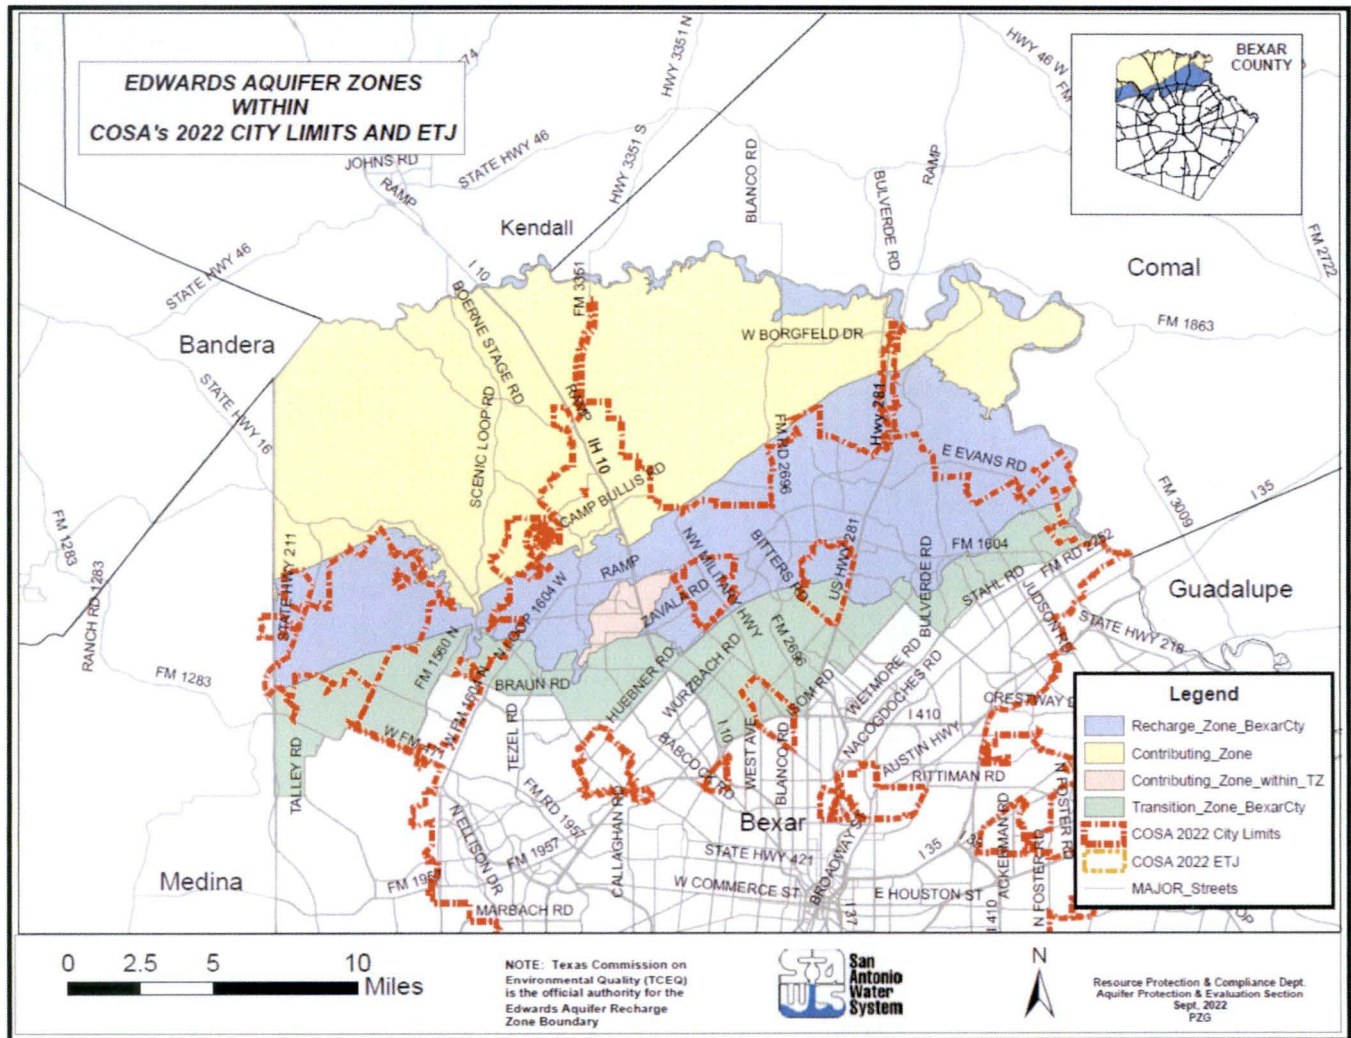 EDWARDS AQUIFER ZONES
WITHIN
COSA's 2022 CITY LIMITS AND ETJ
BEXAR
COUNTY
HWY 3351 N
HWY 46 W
FM
JOHNS RD
RAMP
STATE HWY 46
HWY 3351 S
BLANCO RD
BULVERDE RD
RAMP
FM 2722
Kendall
Comal
STATE HWY 46
I 10
FM 3351
BOERNE STAGE RD
FM 1863
Bandera
W BORGFELD DR
STATE HWY 16
SCENIC LOOP RD
RAMP
IH 10
Hwy 281
FM RD 2696
E EVANS RD
CAMP BULLIS RD
FM 3009
I 35
FM 1283
RANCH RD 1283
STATE HWY 211
RAMP
NW MILITARY HWY
BITTERS RD
US HWY 281
BULVERDE RD
FM 1604
FM RD 2252
STAHL RD
JUDSON RD
Guadalupe
N LOOP 1604 W
ZAVALA RD
FM 2696
STATE HWY 218
FM 1283
FM 1560 N
BRAUN RD
HUEBNER RD
WURZBACH RD
WETMORE RD
NACOGDOCHES RD
CRESTWAY
I 410
TALLEY RD
TEZEL RD
BABCOCK RD
I 10
WEST AVE
BLANCO RD
AUSTIN HWY
RITTIMAN RD
FM RD 1957
N ELLISON DR
CALLAGHAN RD
Bexar
BROADWAY ST
I 35
ACKERMAN RD
N FOSTER RD
N FOSTER RD
Medina
FM 1957
STATE HWY 421
W COMMERCE ST
E HOUSTON ST
MARBACH RD
I 37
I 410
Legend
Recharge_Zone_BexarCty
Contributing_Zone
Contributing_Zone_within_TZ
Transition_Zone_BexarCty
COSA 2022 City Limits
COSA 2022 ETJ
MAJOR_Streets
0 2.5 5 10
Miles
NOTE: Texas Commission on
Environmental Quality (TCEQ)
is the official authority for the
Edwards Aquifer Recharge
Zone Boundary
San
Antonio
Water
System
N
Resource Protection & Compliance Dept.
Aquifer Protection & Evaluation Section
Sept, 2022
PZG